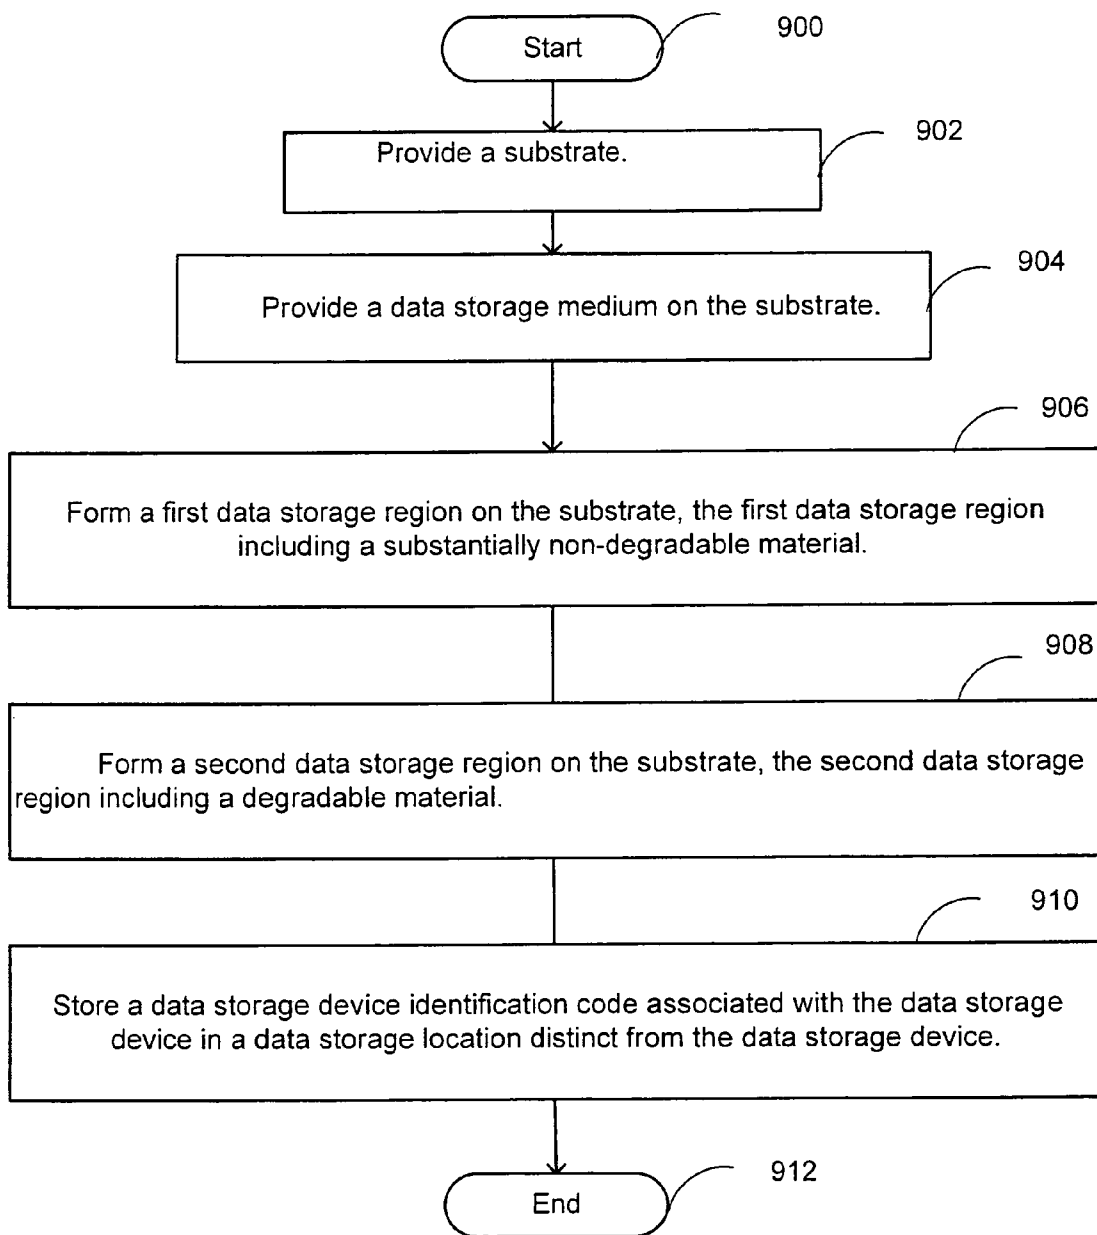 Start
900
Provide a substrate.
902
Provide a data storage medium on the substrate.
904
906
Form a first data storage region on the substrate, the first data storage region
including a substantially non-degradable material.
908
Form a second data storage region on the substrate, the second data storage
region including a degradable material.
910
Store a data storage device identification code associated with the data storage
device in a data storage location distinct from the data storage device.
912
End